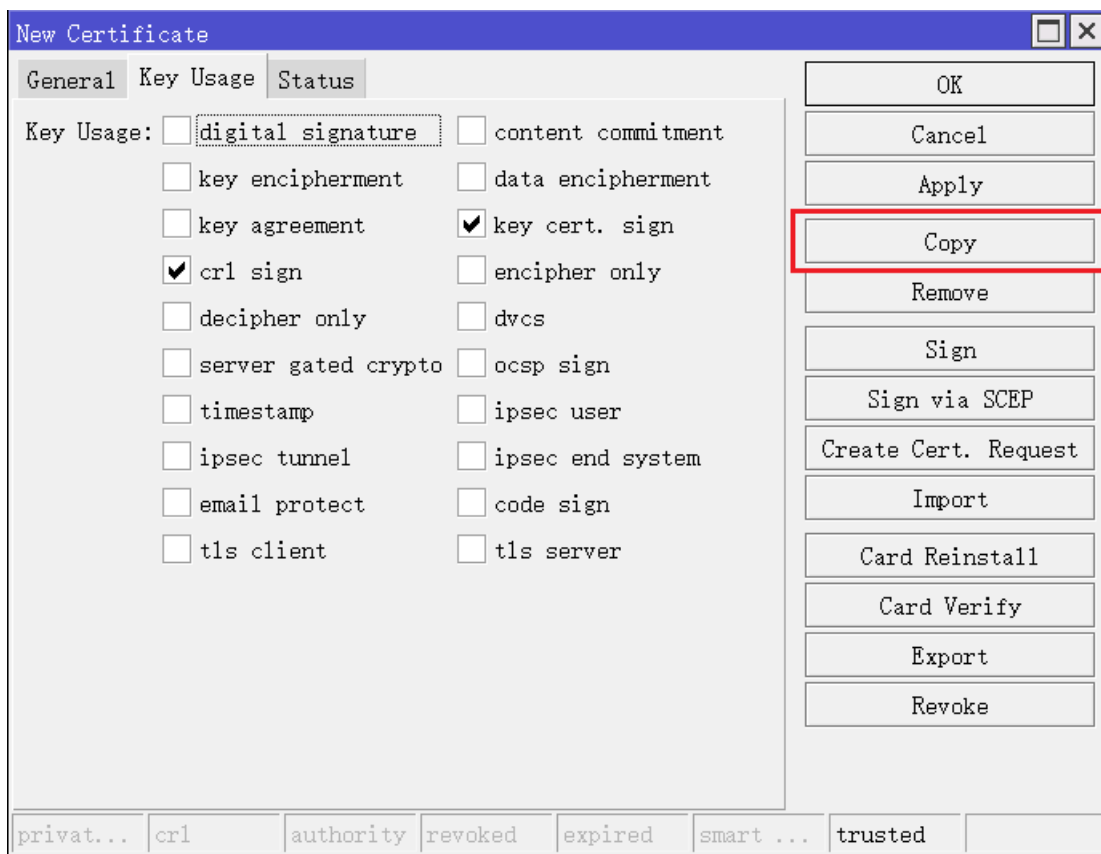 New Certificate
General Key Usage Status
Key Usage: digital signature content commitment
key encipherment data encipherment
key agreement key cert. sign
crl sign encipher only
decipher only dvcs
server gated crypto ocsp sign
timestamp ipsec user
ipsec tunnel ipsec end system
email protect code sign
tls client tls server
OK
Cancel
Apply
Copy
Remove
Sign
Sign via SCEP
Create Cert. Request
Import
Card Reinstall
Card Verify
Export
Revoke
privat... crl authority revoked expired smart ... trusted